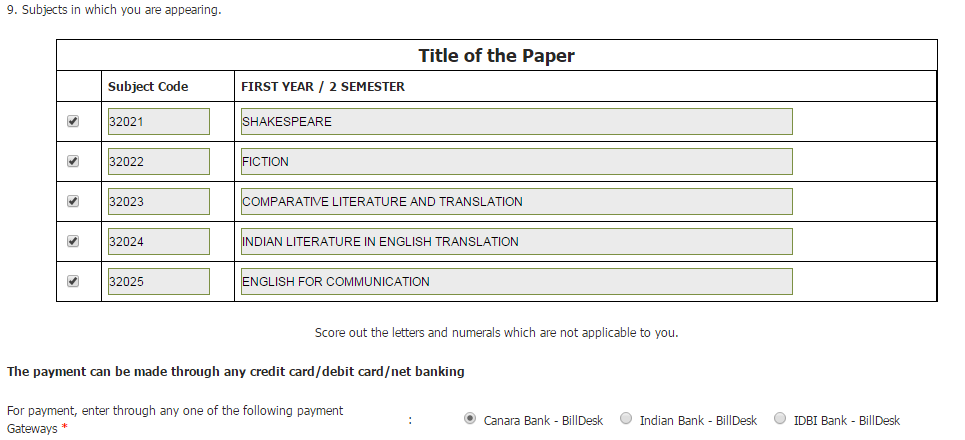 9. Subjects in which you are appearing.
Title of the Paper
Subject Code FIRST YEAR / 2 SEMESTER
32021 SHAKESPEARE
32022 FICTION
32023 COMPARATIVE LITERATURE AND TRANSLATION
32024 INDIAN LITERATURE IN ENGLISH TRANSLATION
32025 ENGLISH FOR COMMUNICATION
Score out the letters and numerals which are not applicable to you.
The payment can be made through any credit card/debit card/net banking
For payment, enter through any one of the following payment
Gateways * : Canara Bank - BillDesk Indian Bank - BillDesk IDBI Bank - BillDesk